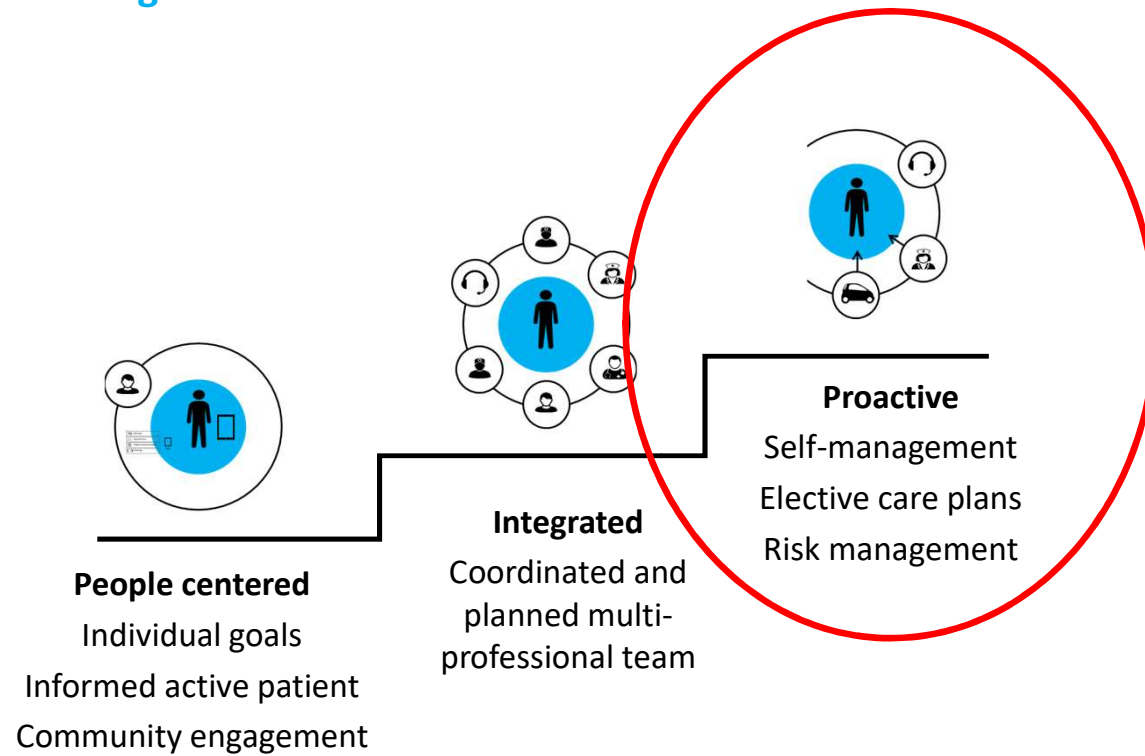 People centered
Individual goals
Informed active patient
Community engagement
Integrated
Coordinated and
planned multi-
professional team
Proactive
Self-management
Elective care plans
Risk management